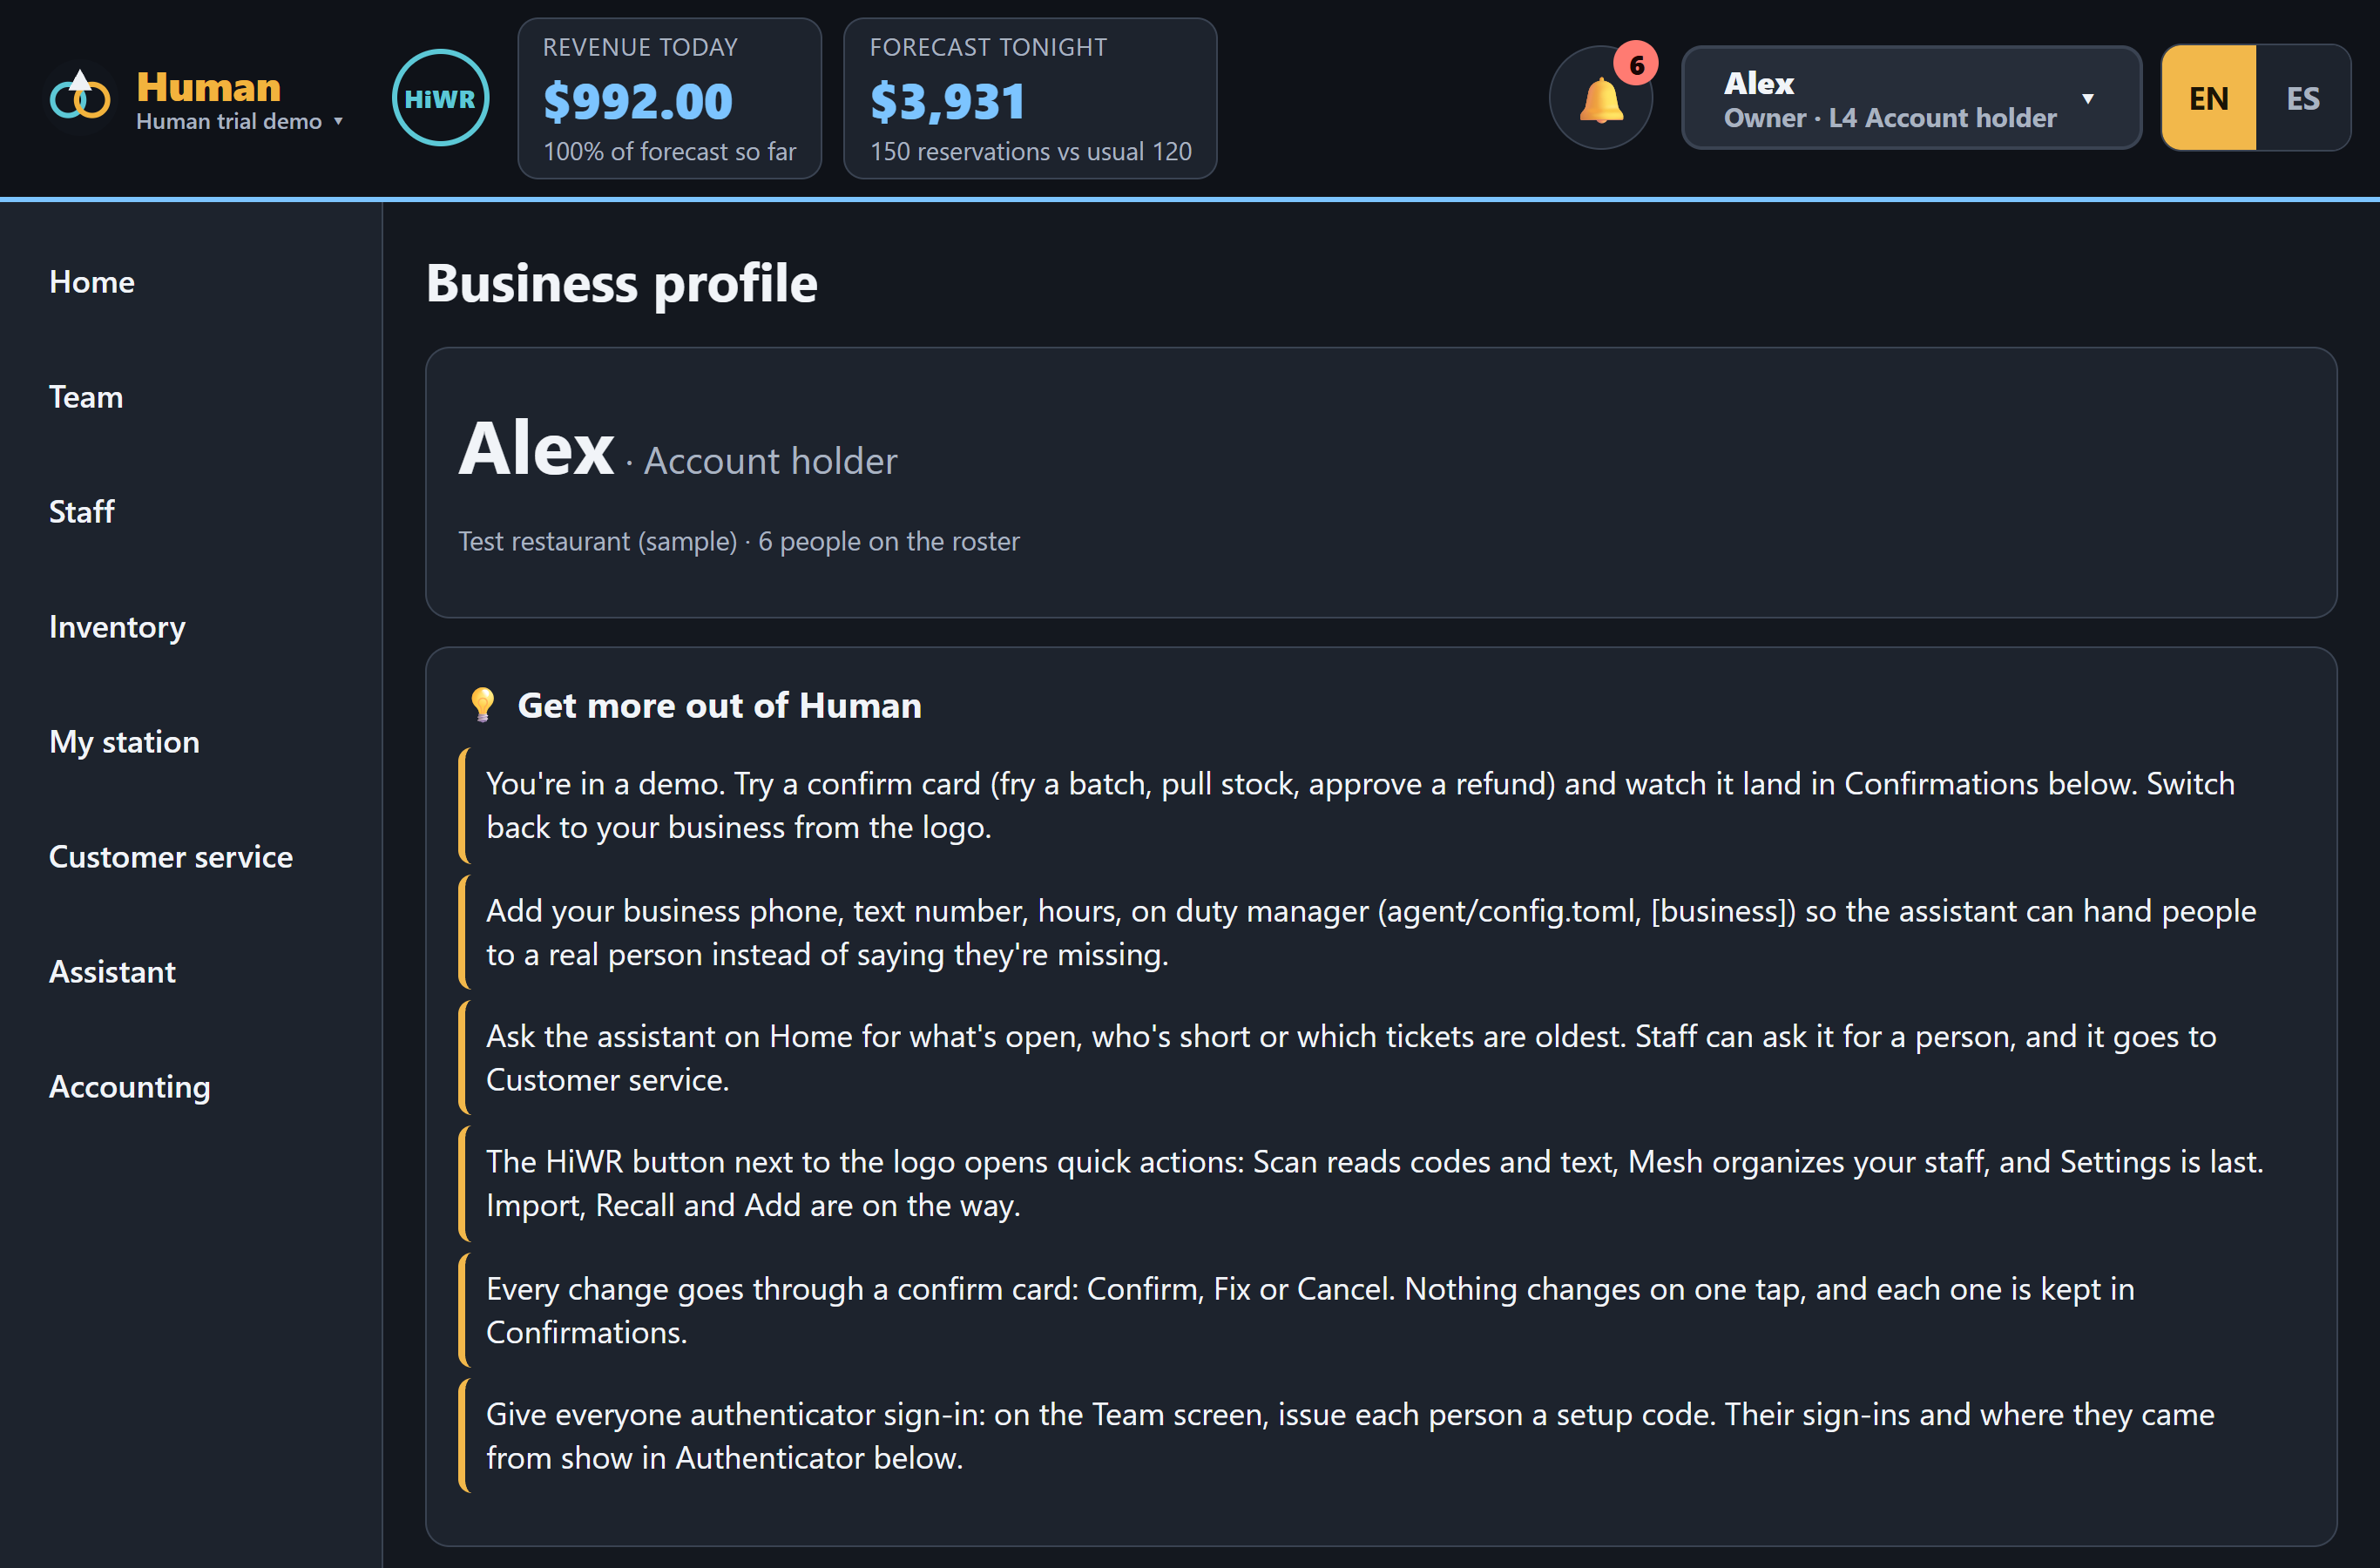 Human
Human trial demo ▾
HiWR
REVENUE TODAY
$992.00
100% of forecast so far
FORECAST TONIGHT
$3,931
150 reservations vs usual 120
6
Alex
Owner · L4 Account holder
▾
EN
ES
Home
Team
Staff
Inventory
My station
Customer service
Assistant
Accounting
Business profile
Alex · Account holder
Test restaurant (sample) · 6 people on the roster
Get more out of Human
You're in a demo. Try a confirm card (fry a batch, pull stock, approve a refund) and watch it land in Confirmations below. Switch
back to your business from the logo.
Add your business phone, text number, hours, on duty manager (agent/config.toml, [business]) so the assistant can hand people
to a real person instead of saying they're missing.
Ask the assistant on Home for what's open, who's short or which tickets are oldest. Staff can ask it for a person, and it goes to
Customer service.
The HiWR button next to the logo opens quick actions: Scan reads codes and text, Mesh organizes your staff, and Settings is last.
Import, Recall and Add are on the way.
Every change goes through a confirm card: Confirm, Fix or Cancel. Nothing changes on one tap, and each one is kept in
Confirmations.
Give everyone authenticator sign-in: on the Team screen, issue each person a setup code. Their sign-ins and where they came
from show in Authenticator below.